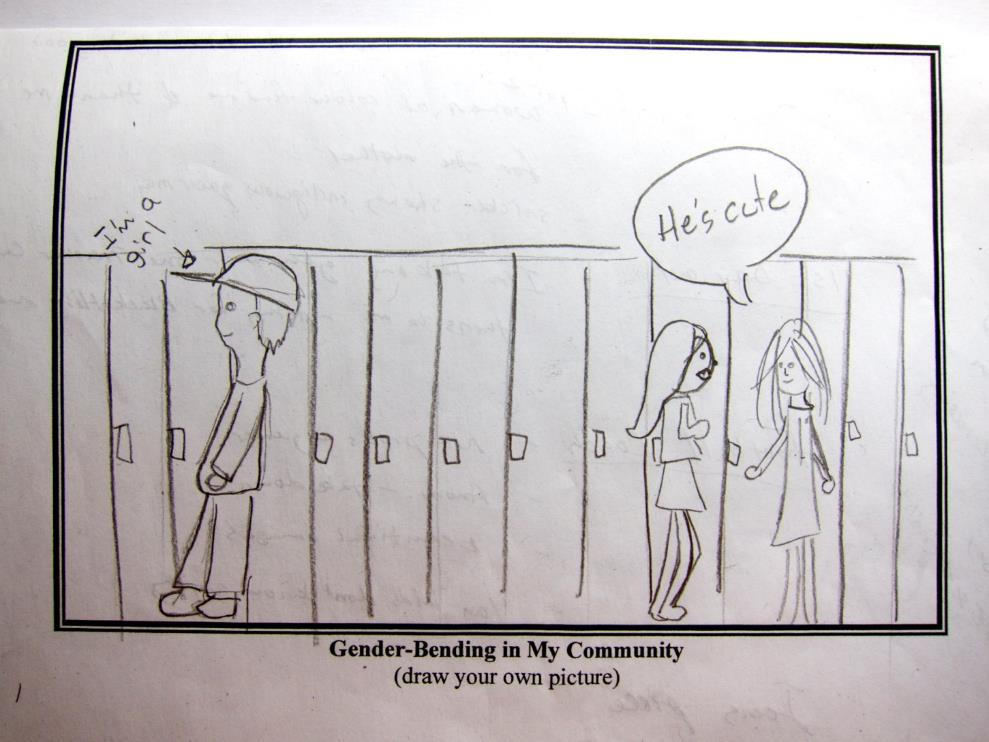 I'm a
girl
He's cute
Gender-Bending in My Community
(draw your own picture)